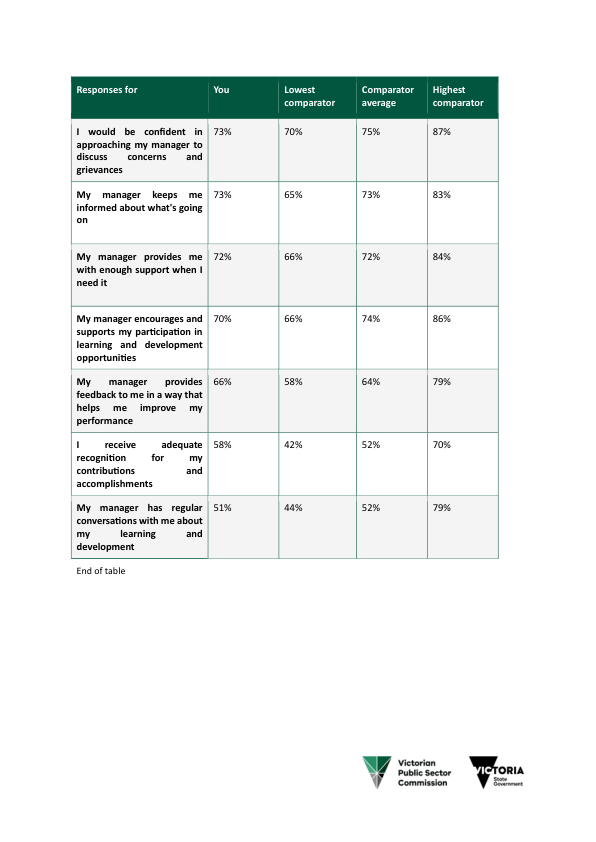 Responses for
You
Lowest
comparator
Comparator
average
Highest
comparator
I would be confident in
approaching my manager to
discuss concerns and
grievances
73%
70%
75%
87%
My manager keeps me
informed about what's going
on
73%
65%
73%
83%
My manager provides me
with enough support when I
need it
72%
66%
72%
84%
My manager encourages and
supports my participation in
learning and development
opportunities
70%
66%
74%
86%
My manager provides
feedback to me in a way that
helps me improve my
performance
66%
58%
64%
79%
I receive adequate
recognition for my
contributions and
accomplishments
58%
42%
52%
70%
My manager has regular
conversations with me about
my learning and
development
51%
44%
52%
79%
End of table
Victorian
Public Sector
Commission
VICTORIA
State
Government